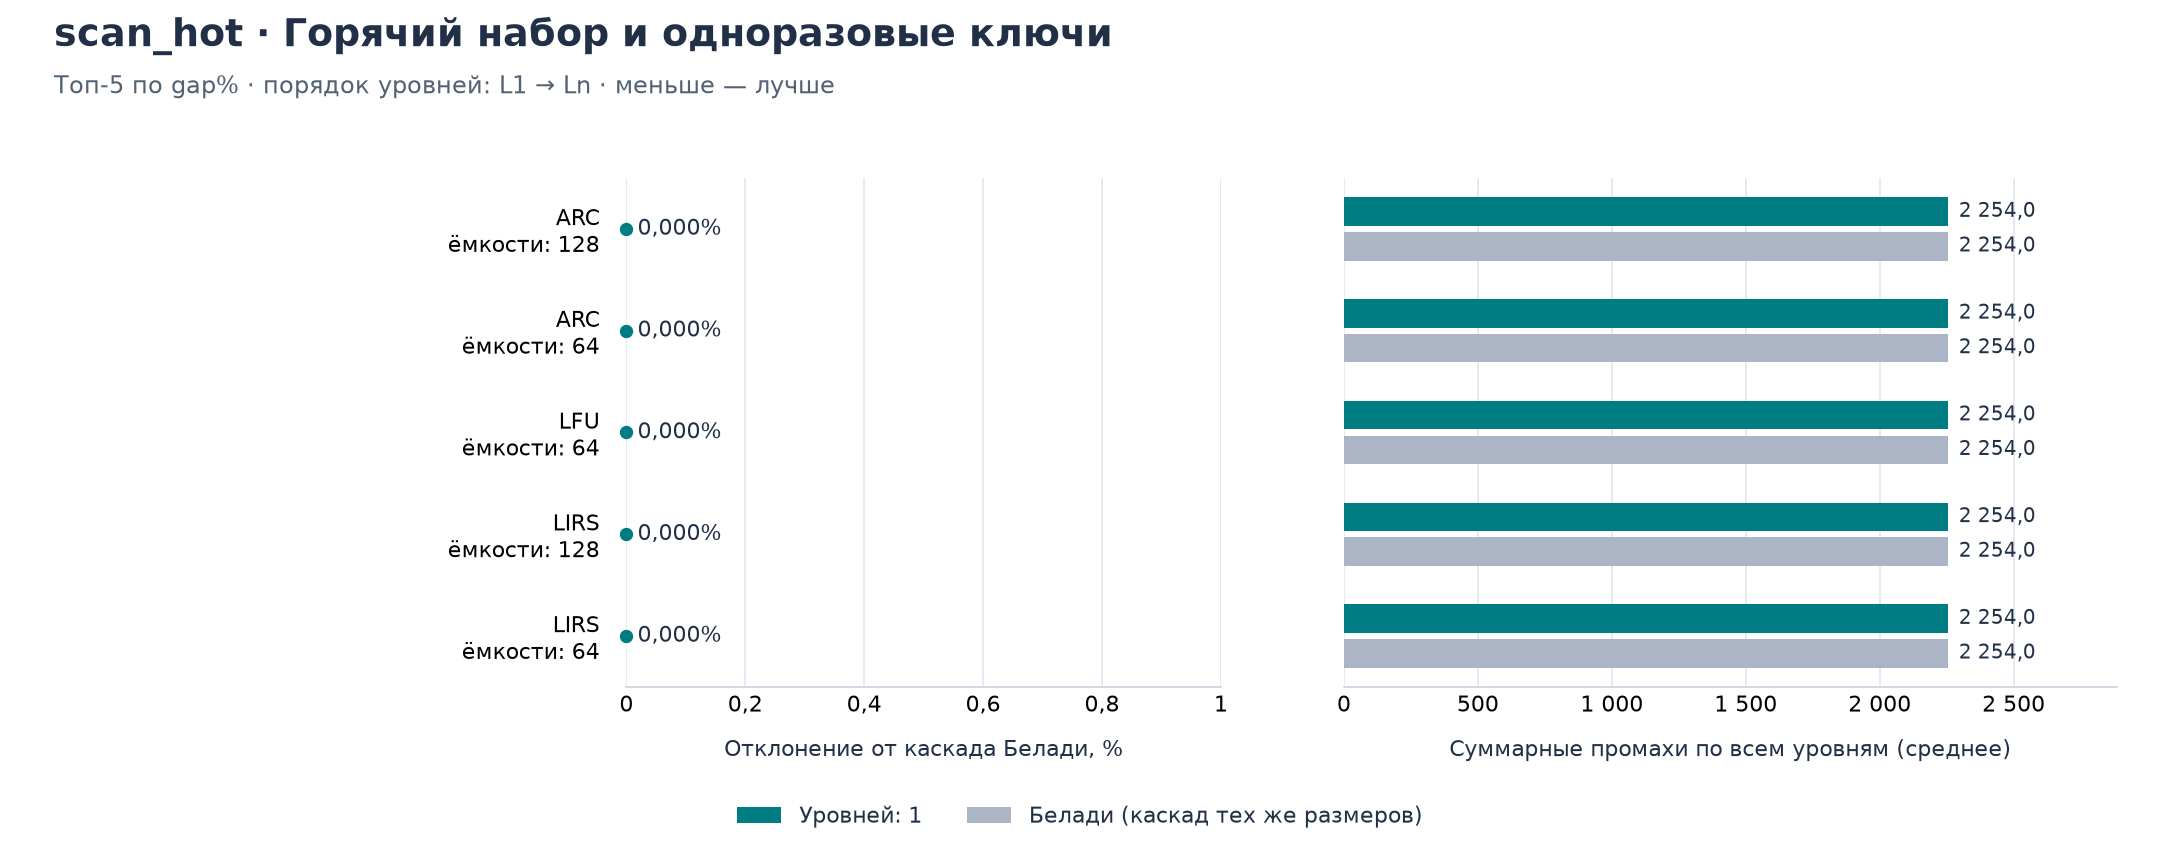 scan_hot · Горячий набор и одноразовые ключи
Топ-5 по gap% · порядок уровней: L1 → Ln · меньше — лучше
ARC
ёмкости: 128
0,000%
2 254,0
2 254,0
ARC
ёмкости: 64
0,000%
2 254,0
2 254,0
LFU
ёмкости: 64
0,000%
2 254,0
2 254,0
LIRS
ёмкости: 128
0,000%
2 254,0
2 254,0
LIRS
ёмкости: 64
0,000%
2 254,0
2 254,0
0 0,2 0,4 0,6 0,8 1
0 500 1 000 1 500 2 000 2 500
Отклонение от каскада Белади, %
Суммарные промахи по всем уровням (среднее)
Уровней: 1
Белади (каскад тех же размеров)